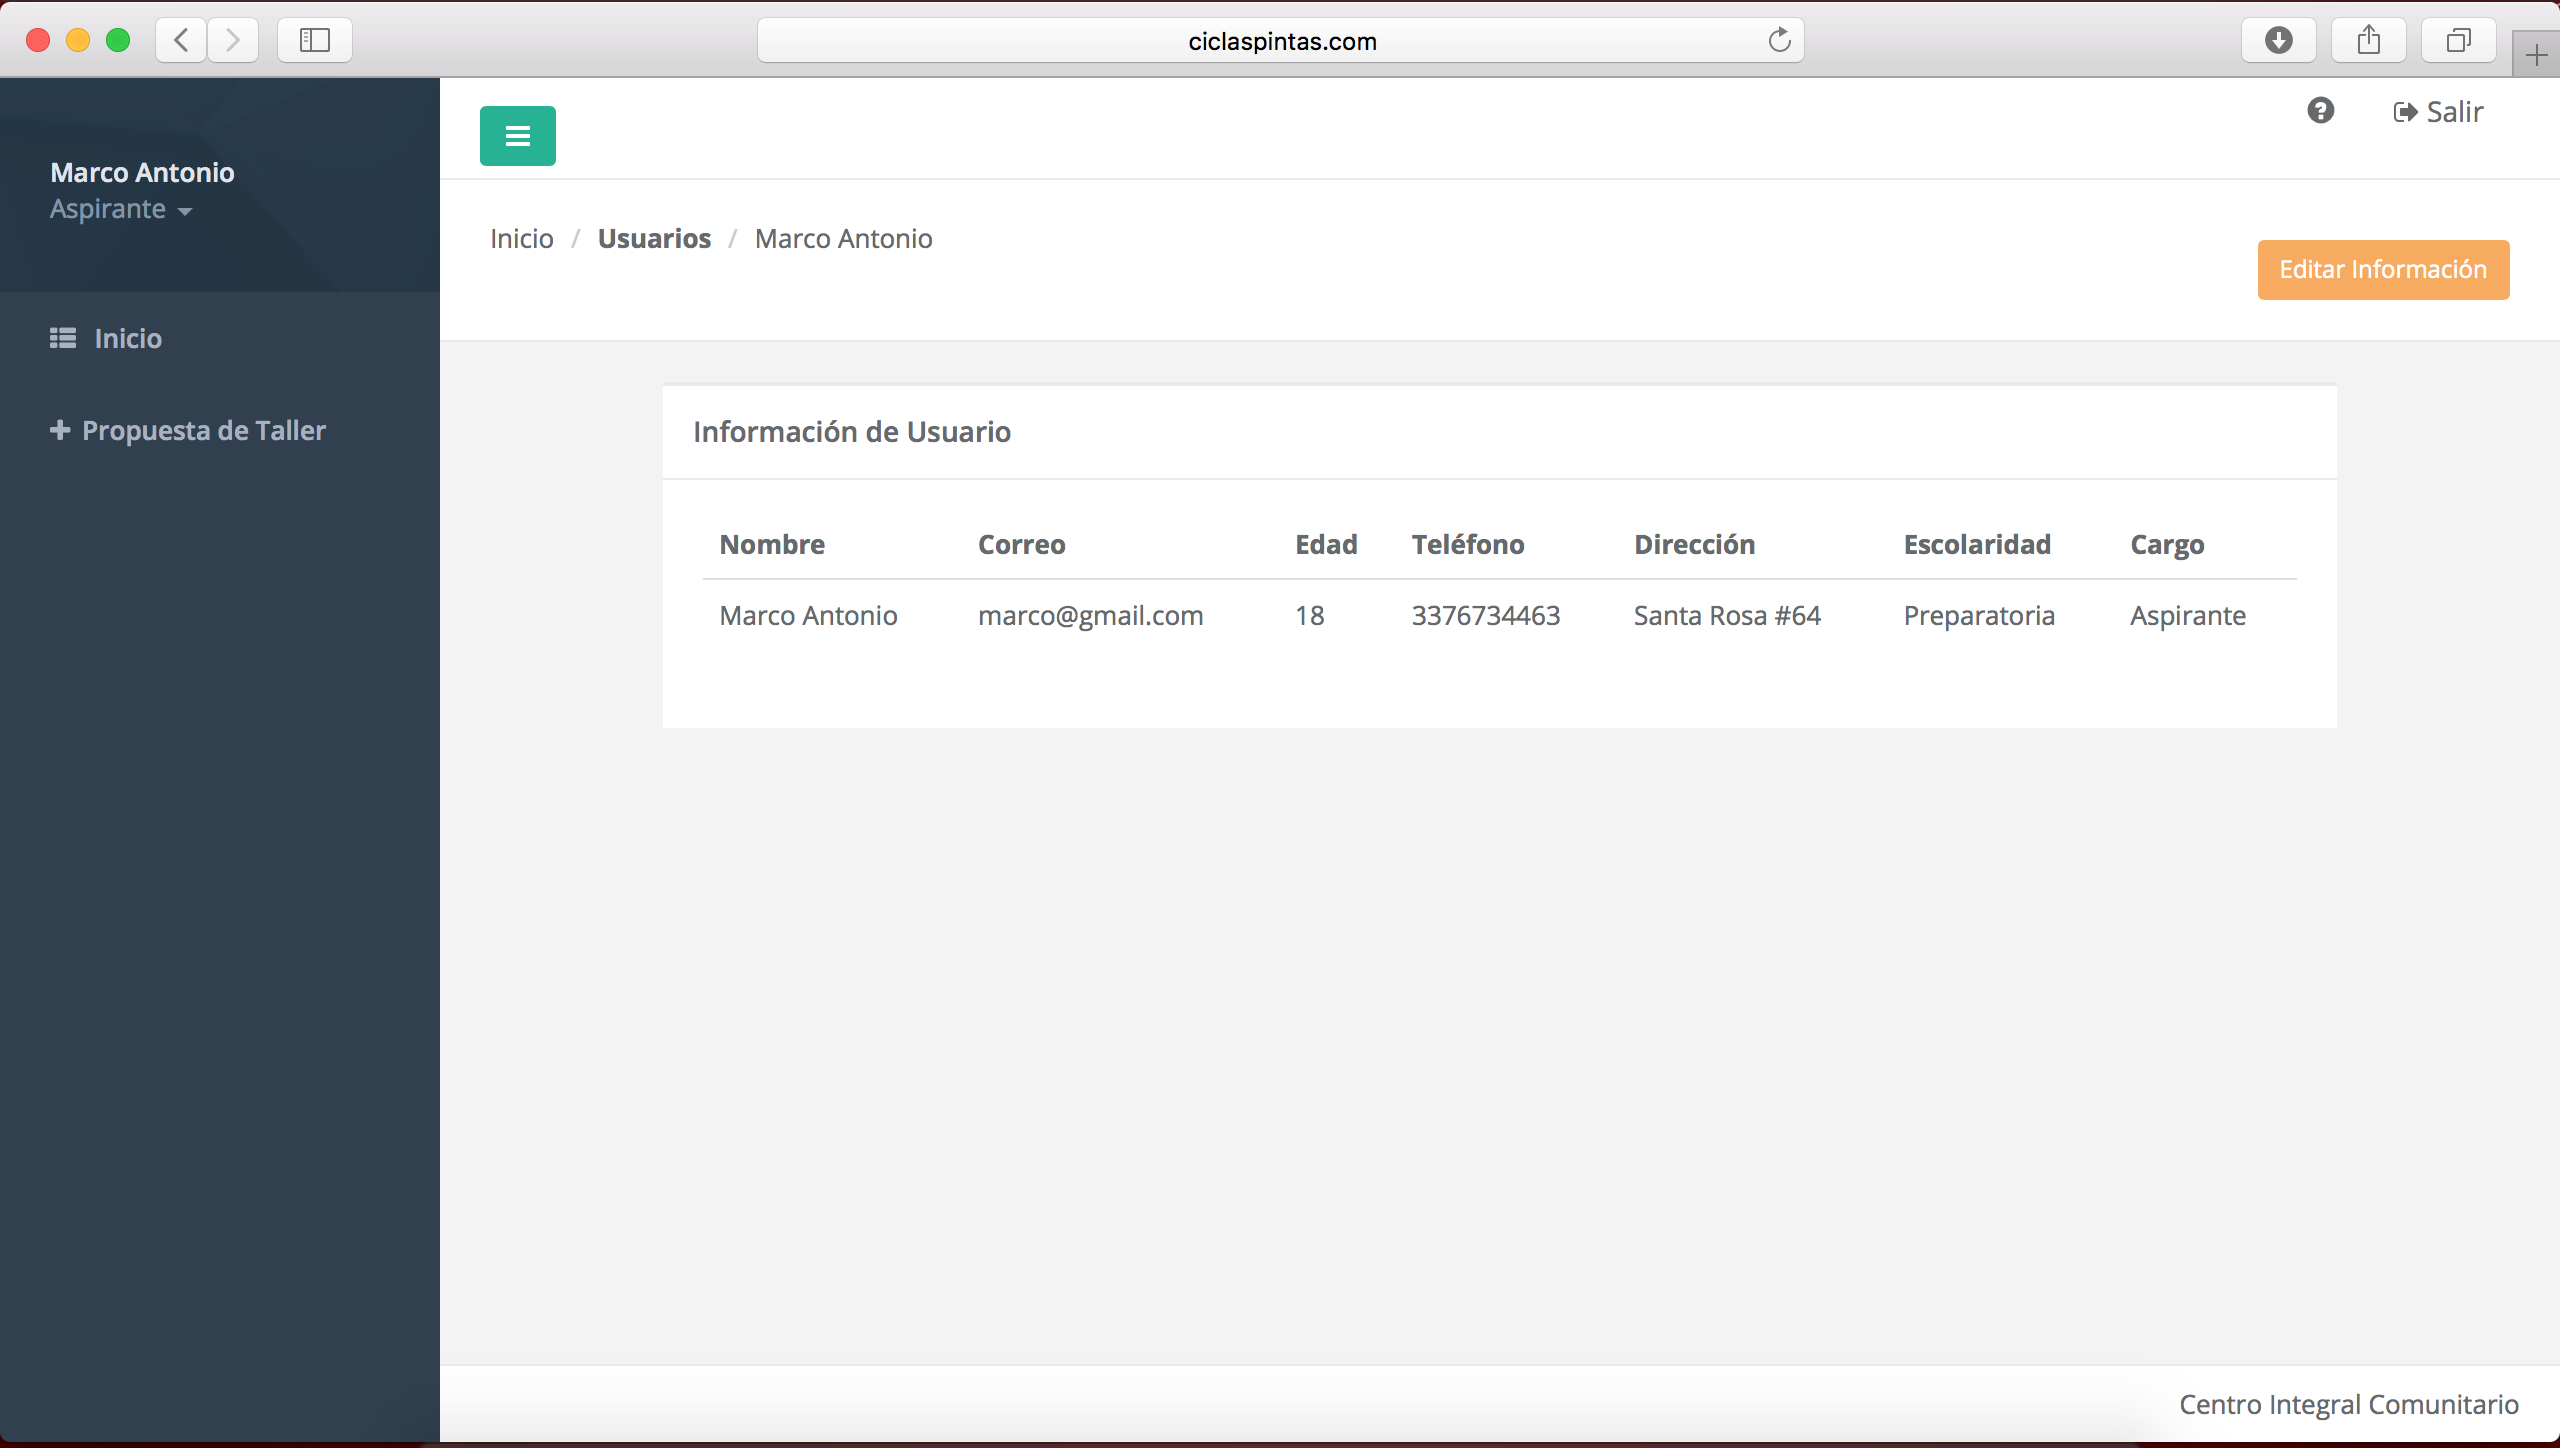 ciclaspintas.com
Salir
Marco Antonio
Aspirante
Inicio / Usuarios / Marco Antonio
Editar Información
Inicio
Propuesta de Taller
Información de Usuario
Nombre Correo Edad Teléfono Dirección Escolaridad Cargo
Marco Antonio marco@gmail.com 18 3376734463 Santa Rosa #64 Preparatoria Aspirante
Centro Integral Comunitario